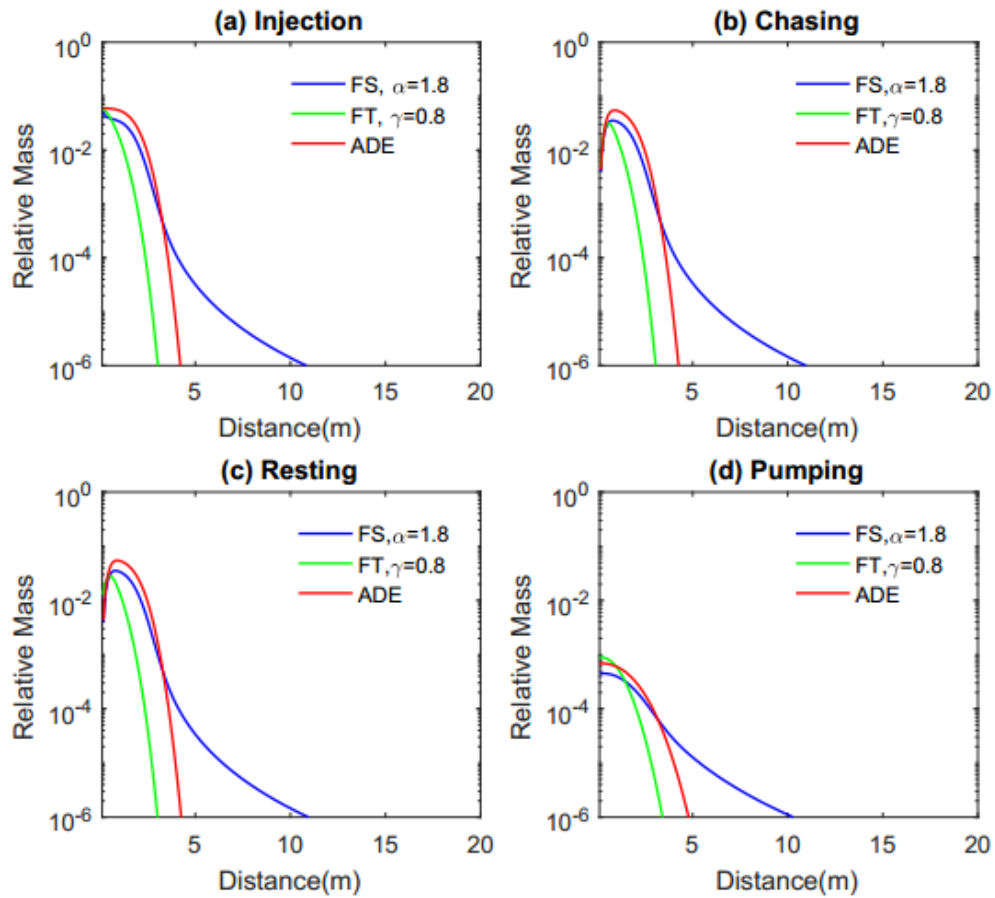 (a) Injection
10^0
10^-2
10^-4
10^-6
Relative Mass
FS, α=1.8
FT, γ=0.8
ADE
5
10
15
20
Distance(m)
(b) Chasing
10^0
10^-2
10^-4
10^-6
Relative Mass
FS, α=1.8
FT,γ=0.8
ADE
5
10
15
20
Distance(m)
(c) Resting
10^0
10^-2
10^-4
10^-6
Relative Mass
FS,α=1.8
FT,γ=0.8
ADE
5
10
15
20
Distance(m)
(d) Pumping
10^0
10^-2
10^-4
10^-6
Relative Mass
FS,α=1.8
FT,γ=0.8
ADE
5
10
15
20
Distance(m)